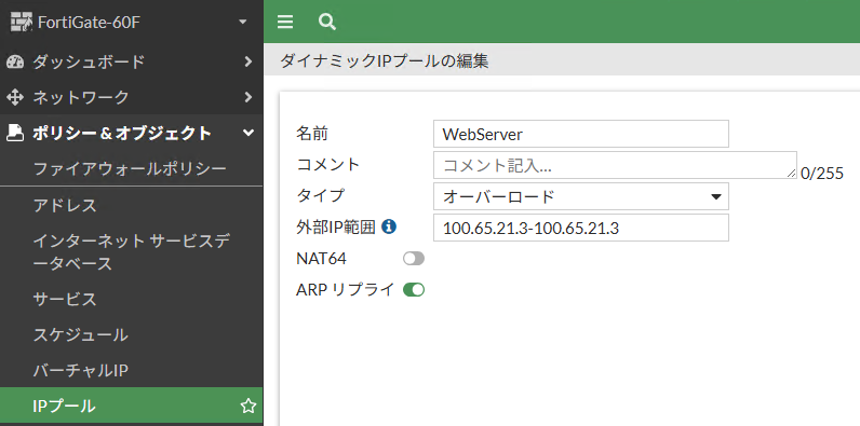 FortiGate-60F
ダッシュボード
ネットワーク
ポリシー & オブジェクト
ファイアウォールポリシー
アドレス
インターネット サービスデ
ータベース
サービス
スケジュール
バーチャルIP
IPプール
ダイナミックIPプールの編集
名前 WebServer
コメント コメント記入... 0/255
タイプ オーバーロード
外部IP範囲 100.65.21.3-100.65.21.3
NAT64
ARP リプライ